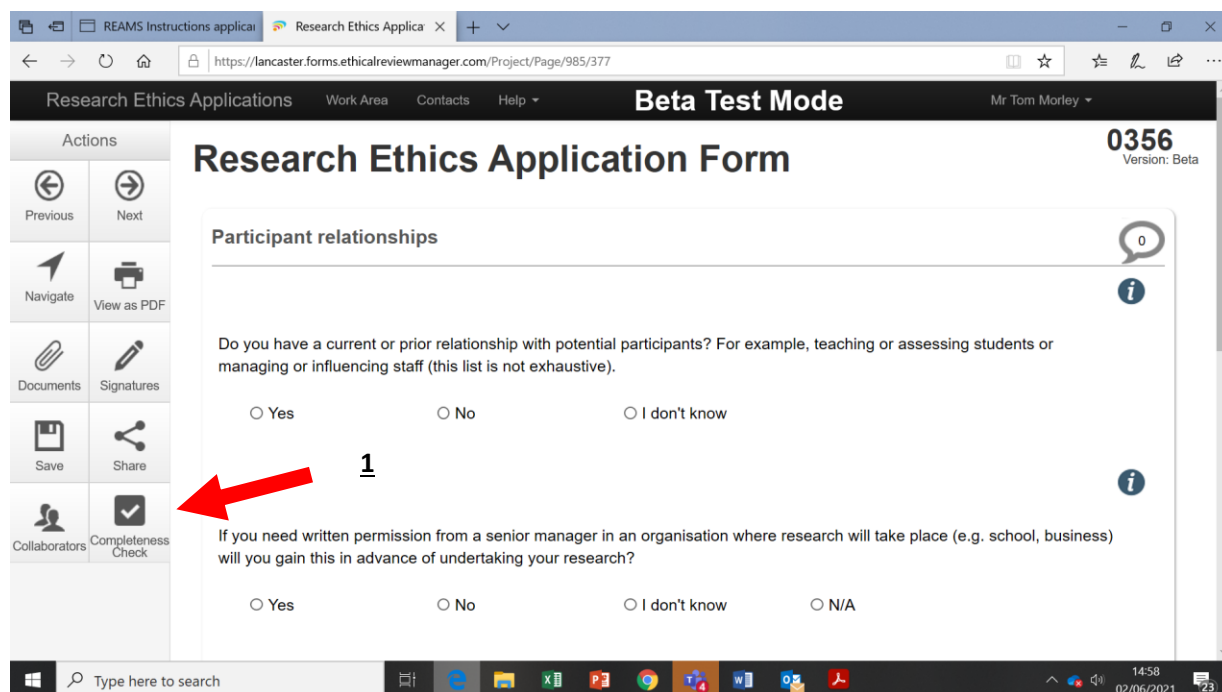 REAMS Instructions applica
Research Ethics Applica
https://lancaster.forms.ethicalreviewmanager.com/Project/Page/985/377
Research Ethics Applications Work Area Contacts Help Beta Test Mode Mr Tom Morley
Actions
Research Ethics Application Form
0356
Version: Beta
Previous Next
Participant relationships
0
Navigate View as PDF
Do you have a current or prior relationship with potential participants? For example, teaching or assessing students or
managing or influencing staff (this list is not exhaustive).
Documents Signatures
Yes No I don't know
Save Share
1
If you need written permission from a senior manager in an organisation where research will take place (e.g. school, business)
will you gain this in advance of undertaking your research?
Collaborators Completeness
Check
Yes No I don't know N/A
Type here to search
14:58
02/06/2021
23